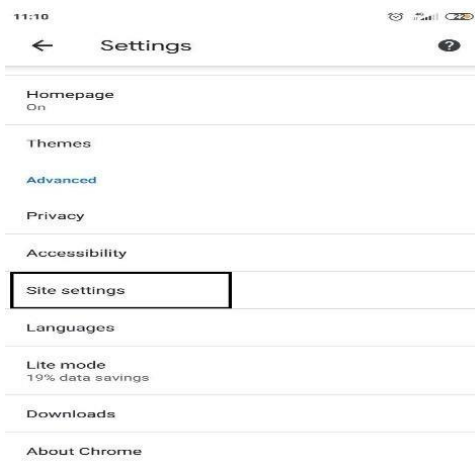 11:10
22
Settings
Homepage
On
Themes
Advanced
Privacy
Accessibility
Site settings
Languages
Lite mode
19% data savings
Downloads
About Chrome